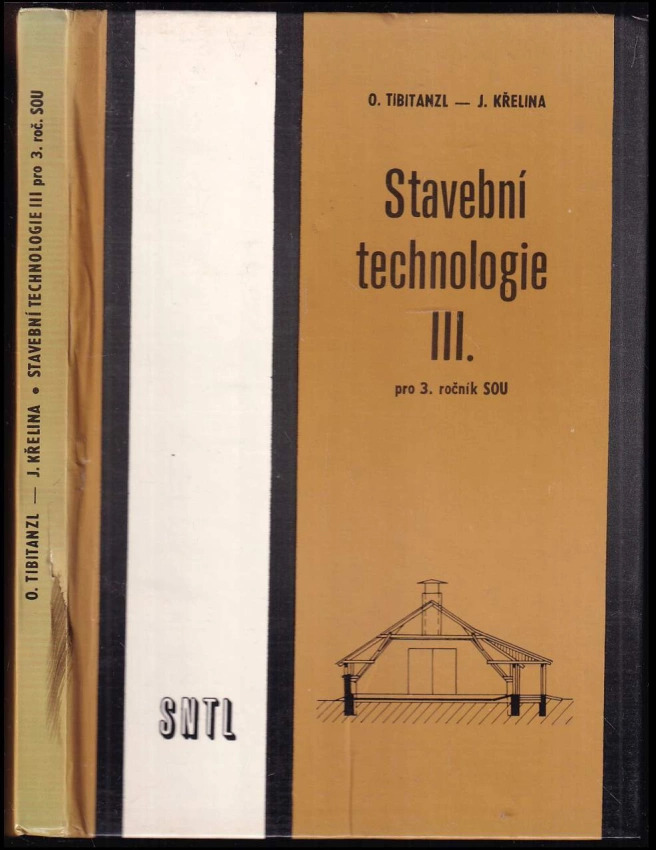 O. TIBITANZL — J. KŘELINA • STAVEBNÍ TECHNOLOGIE III pro 3. roč. SOU
O. TIBITANZL — J. KŘELINA
Stavební
technologie
III.
pro 3. ročník SOU
SNTL